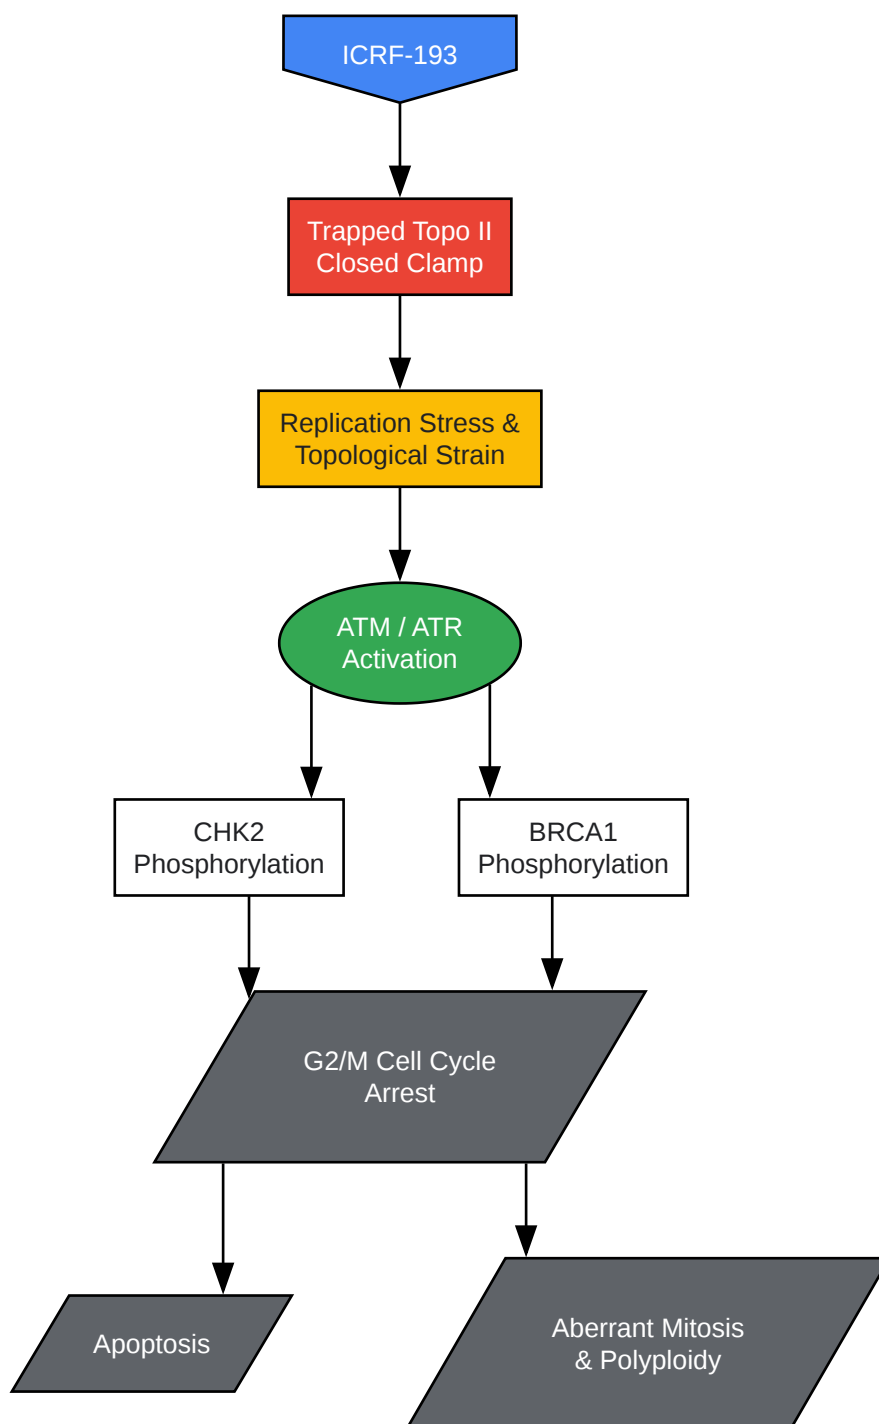 ICRF-193
Trapped Topo II
Closed Clamp
Replication Stress &
Topological Strain
ATM / ATR
Activation
CHK2
Phosphorylation
BRCA1
Phosphorylation
G2/M Cell Cycle
Arrest
Apoptosis
Aberrant Mitosis
& Polyploidy